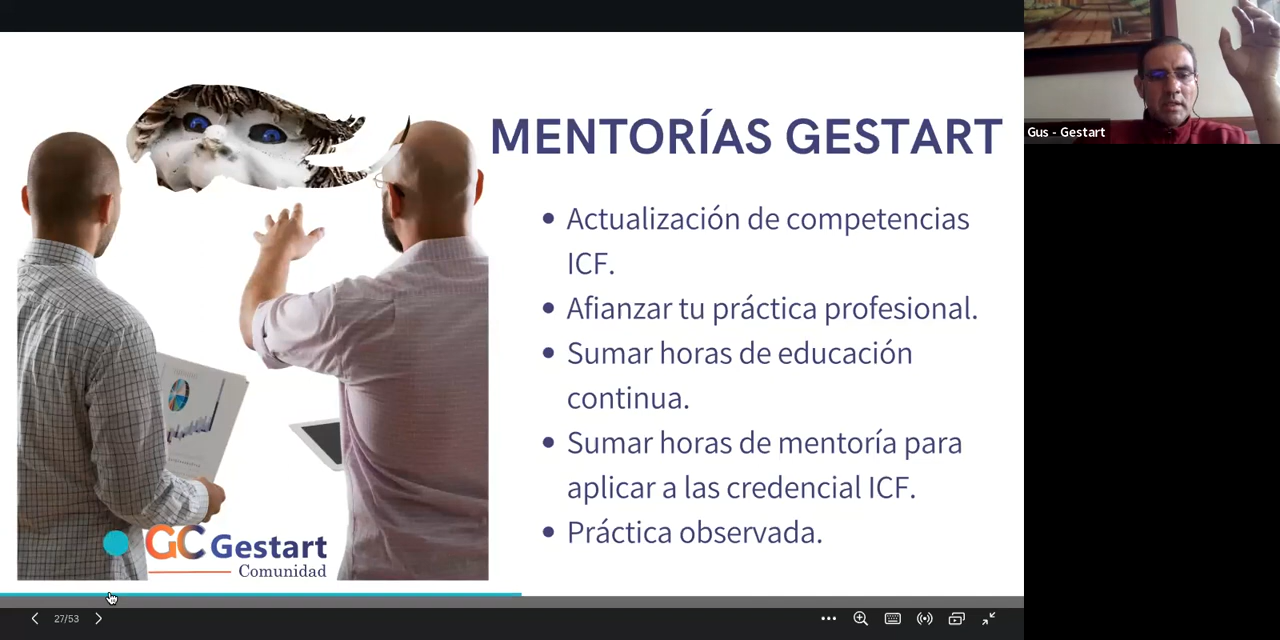 MENTORÍAS GESTART
• Actualización de competencias
ICF.
• Afianzar tu práctica profesional.
• Sumar horas de educación
continua.
• Sumar horas de mentoría para
aplicar a las credencial ICF.
• Práctica observada.
GC Gestart
Comunidad
Gus - Gestart
27/53